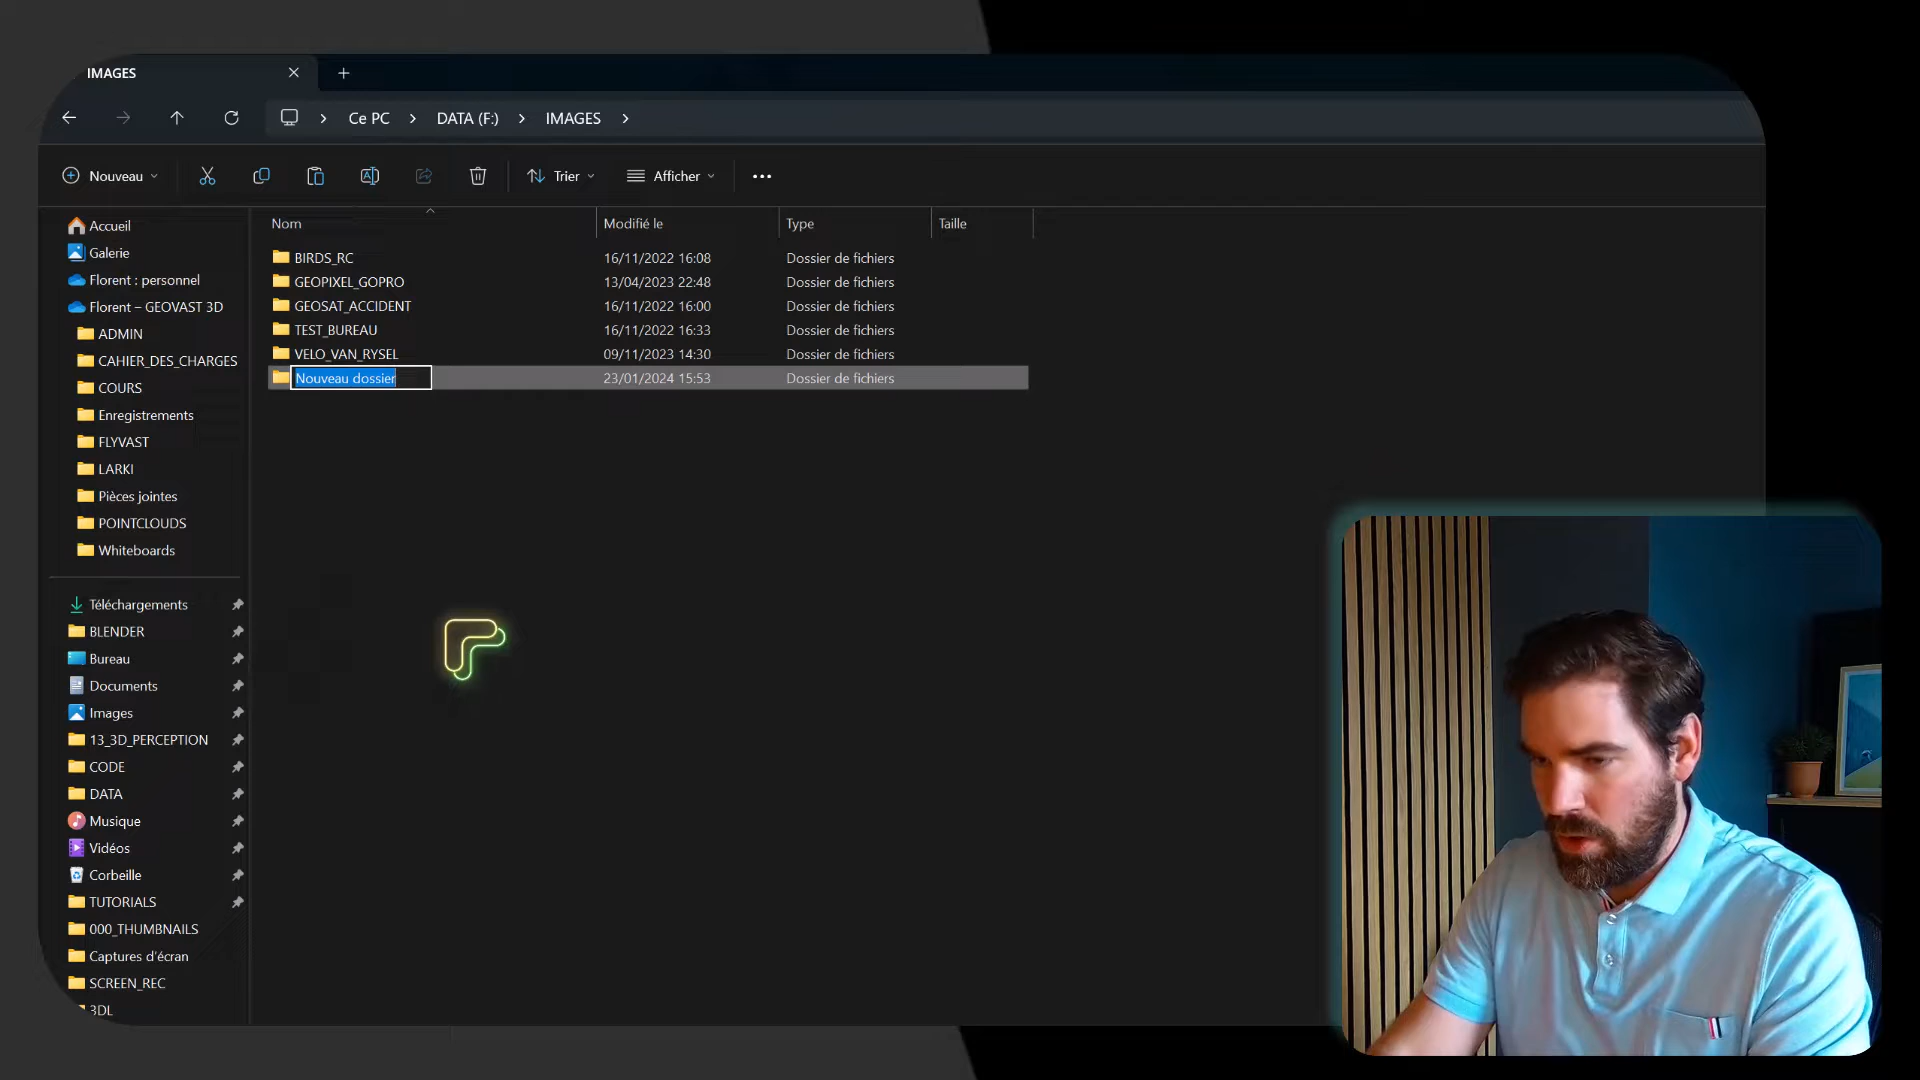 IMAGES
Ce PC > DATA (F:) > IMAGES >
Nouveau
Trier
Afficher
Nom Modifié le Type Taille
BIRDS_RC 16/11/2022 16:08 Dossier de fichiers
GEOPIXEL_GOPRO 13/04/2023 22:48 Dossier de fichiers
GEOSAT_ACCIDENT 16/11/2022 16:00 Dossier de fichiers
TEST_BUREAU 16/11/2022 16:33 Dossier de fichiers
VELO_VAN_RYSEL 09/11/2023 14:30 Dossier de fichiers
Nouveau dossier 23/01/2024 15:53 Dossier de fichiers
Accueil
Galerie
Florent : personnel
Florent – GEOVAST 3D
ADMIN
CAHIER_DES_CHARGES
COURS
Enregistrements
FLYVAST
LARKI
Pièces jointes
POINTCLOUDS
Whiteboards
Téléchargements
BLENDER
Bureau
Documents
Images
13_3D_PERCEPTION
CODE
DATA
Musique
Vidéos
Corbeille
TUTORIALS
000_THUMBNAILS
Captures d'écran
SCREEN_REC
3DL